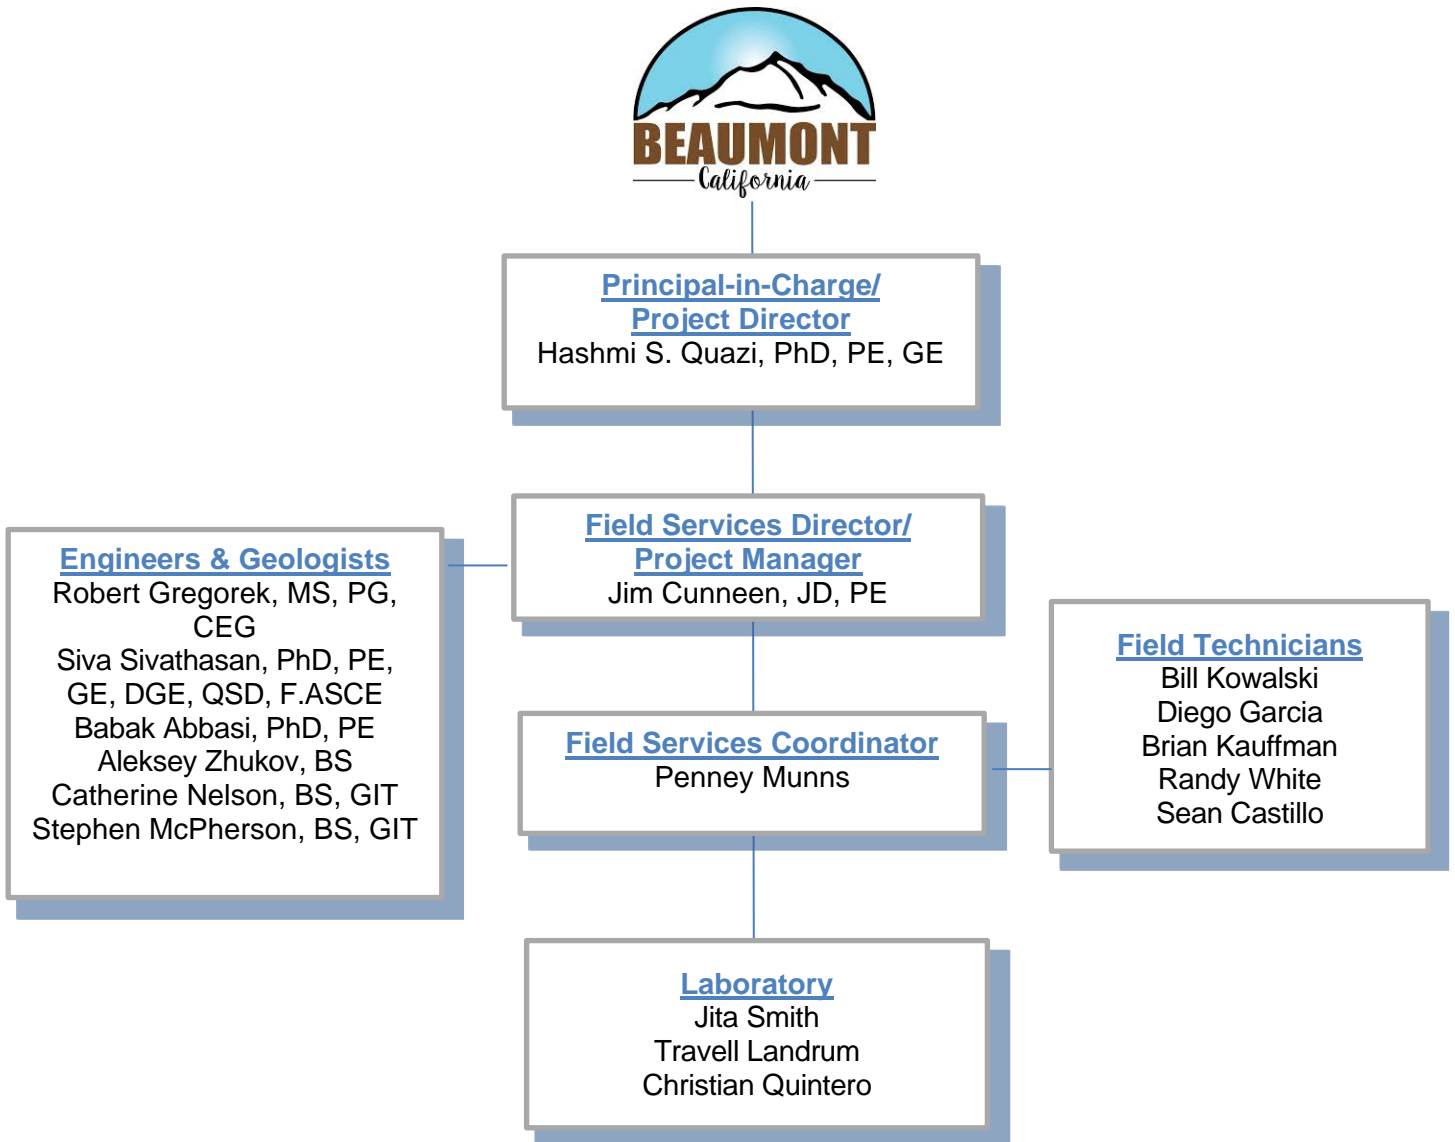 BEAUMONT
California
Principal-in-Charge/
Project Director
Hashmi S. Quazi, PhD, PE, GE
Field Services Director/
Project Manager
Jim Cunneen, JD, PE
Engineers & Geologists
Robert Gregorek, MS, PG,
CEG
Siva Sivathasan, PhD, PE,
GE, DGE, QSD, F.ASCE
Babak Abbasi, PhD, PE
Aleksey Zhukov, BS
Catherine Nelson, BS, GIT
Stephen McPherson, BS, GIT
Field Services Coordinator
Penney Munns
Field Technicians
Bill Kowalski
Diego Garcia
Brian Kauffman
Randy White
Sean Castillo
Laboratory
Jita Smith
Travell Landrum
Christian Quintero